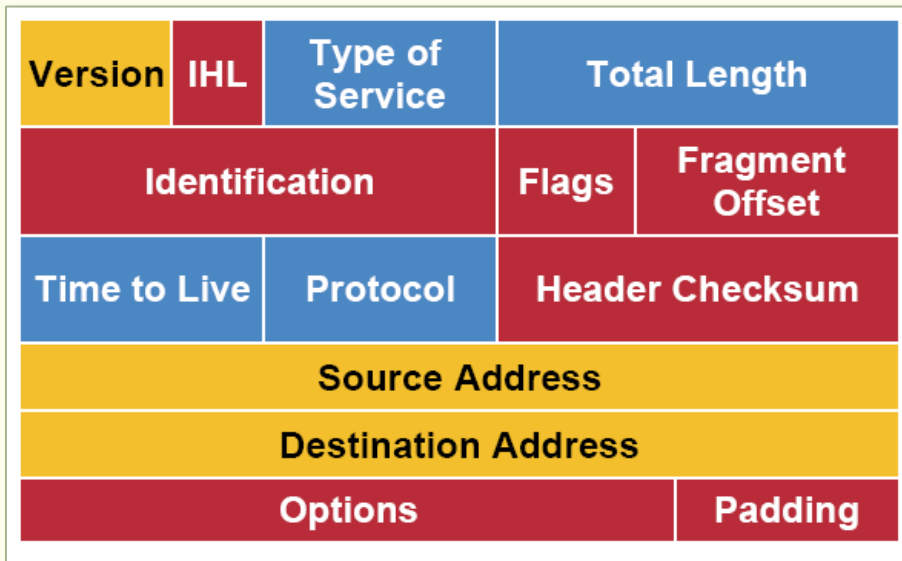 Version IHL Type of Service Total Length
Identification Flags Fragment Offset
Time to Live Protocol Header Checksum
Source Address
Destination Address
Options Padding